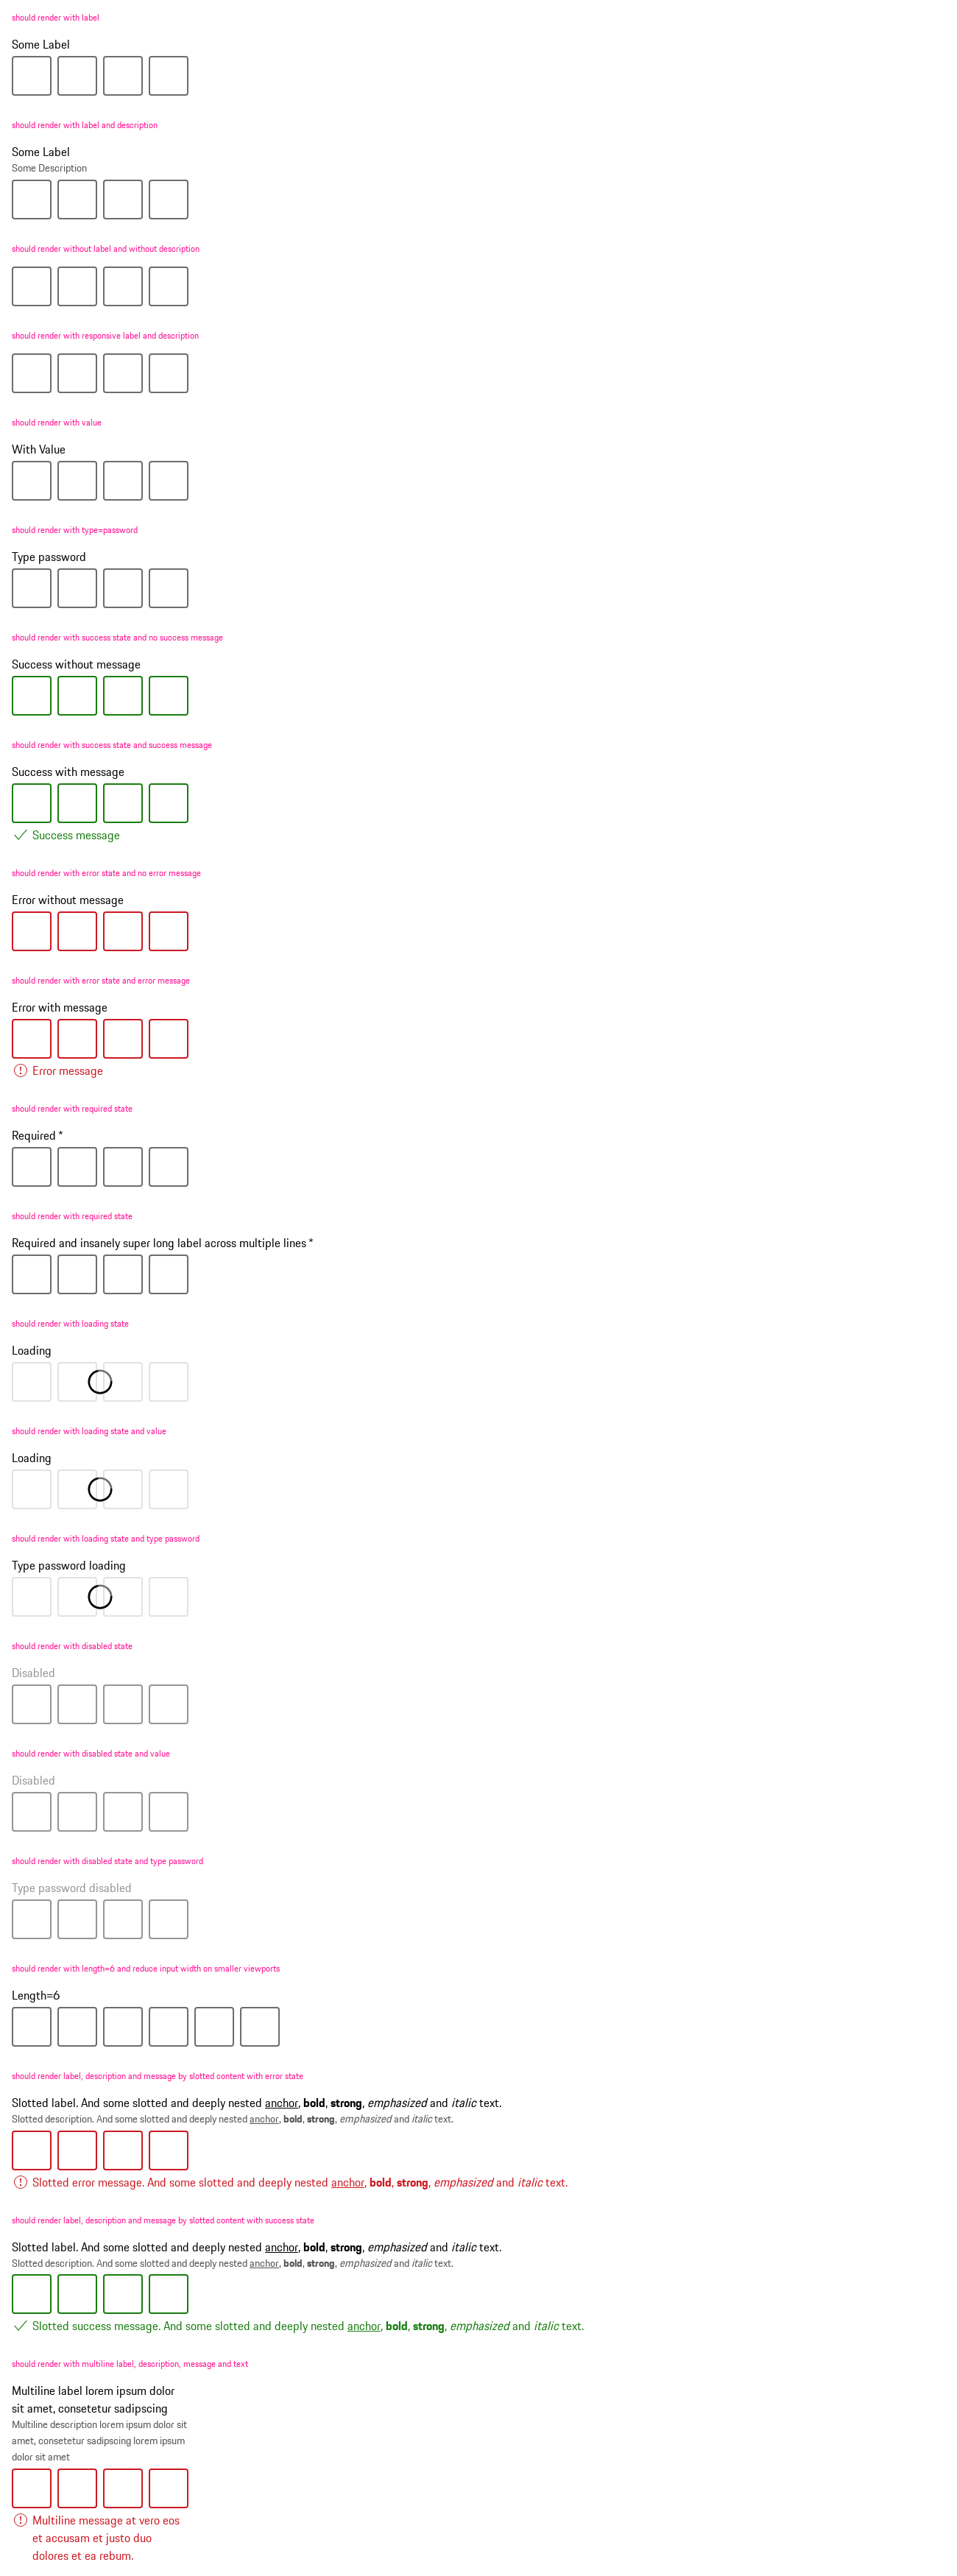 should render with label
Some Label
should render with label and description
Some Label
Some Description
should render without label and without description
should render with responsive label and description
should render with value
With Value
should render with type=password
Type password
should render with success state and no success message
Success without message
should render with success state and success message
Success with message
Success message
should render with error state and no error message
Error without message
should render with error state and error message
Error with message
Error message
should render with required state
Required *
should render with required state
Required and insanely super long label across multiple lines *
should render with loading state
Loading
should render with loading state and value
Loading
should render with loading state and type password
Type password loading
should render with disabled state
Disabled
should render with disabled state and value
Disabled
should render with disabled state and type password
Type password disabled
should render with length=6 and reduce input width on smaller viewports
Length=6
should render label, description and message by slotted content with error state
Slotted label. And some slotted and deeply nested anchor, bold, strong, emphasized and italic text.
Slotted description. And some slotted and deeply nested anchor, bold, strong, emphasized and italic text.
Slotted error message. And some slotted and deeply nested anchor, bold, strong, emphasized and italic text.
should render label, description and message by slotted content with success state
Slotted label. And some slotted and deeply nested anchor, bold, strong, emphasized and italic text.
Slotted description. And some slotted and deeply nested anchor, bold, strong, emphasized and italic text.
Slotted success message. And some slotted and deeply nested anchor, bold, strong, emphasized and italic text.
should render with multiline label, description, message and text
Multiline label lorem ipsum dolor
sit amet, consetetur sadipscing
Multiline description lorem ipsum dolor sit
amet, consetetur sadipscing lorem ipsum
dolor sit amet
Multiline message at vero eos
et accusam et justo duo
dolores et ea rebum.